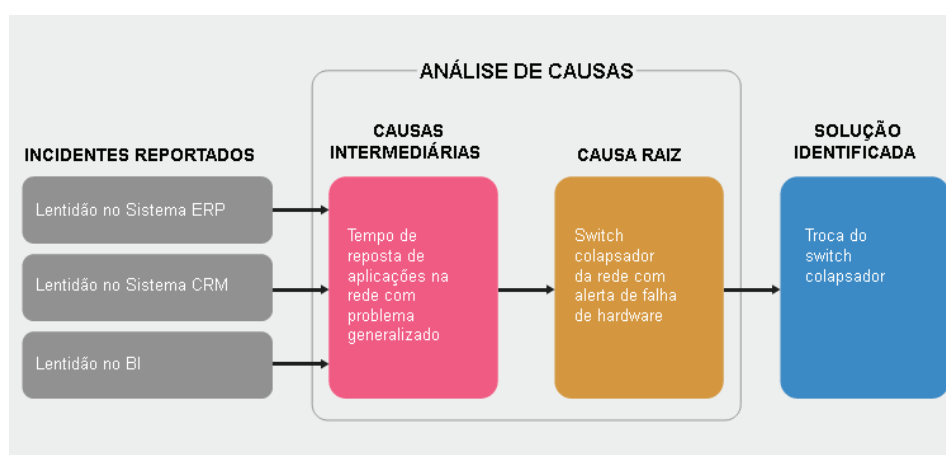 ANÁLISE DE CAUSAS
INCIDENTES REPORTADOS
Lentidão no Sistema ERP
Lentidão no Sistema CRM
Lentidão no BI
CAUSAS
INTERMEDIÁRIAS
Tempo de
reposta de
aplicações na
rede com
problema
generalizado
CAUSA RAIZ
Switch
colapsador
da rede com
alerta de falha
de hardware
SOLUÇÃO
IDENTIFICADA
Troca do
switch
colapsador